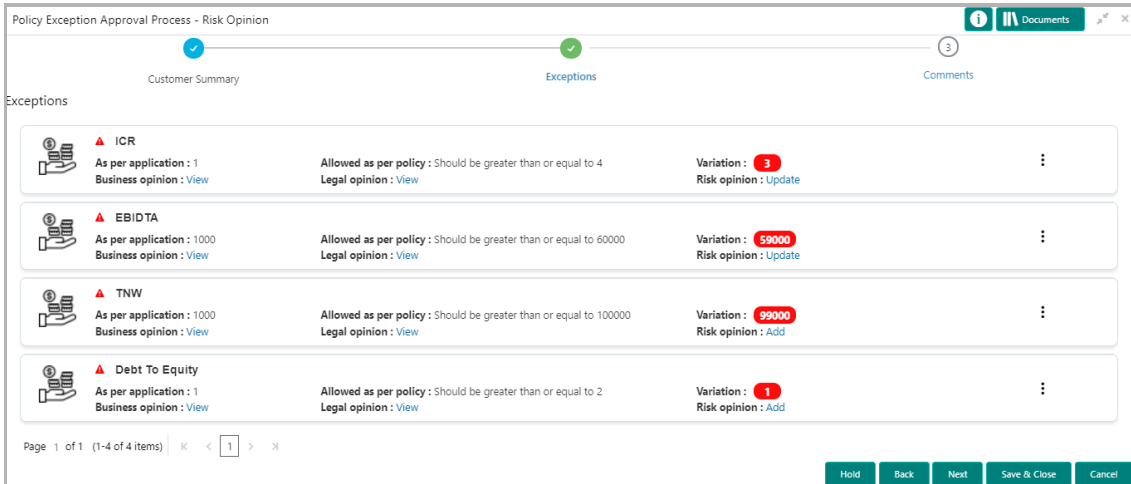 Policy Exception Approval Process - Risk Opinion
i Documents
3
Customer Summary Exceptions Comments
Exceptions
ICR
As per application : 1 Allowed as per policy : Should be greater than or equal to 4 Variation : 3
Business opinion : View Legal opinion : View Risk opinion : Update
EBIDTA
As per application : 1000 Allowed as per policy : Should be greater than or equal to 60000 Variation : 59000
Business opinion : View Legal opinion : View Risk opinion : Update
TNW
As per application : 1000 Allowed as per policy : Should be greater than or equal to 100000 Variation : 99000
Business opinion : View Legal opinion : View Risk opinion : Add
Debt To Equity
As per application : 1 Allowed as per policy : Should be greater than or equal to 2 Variation : 1
Business opinion : View Legal opinion : View Risk opinion : Add
Page 1 of 1 (1-4 of 4 items) K < 1 > >|
Hold Back Next Save & Close Cancel